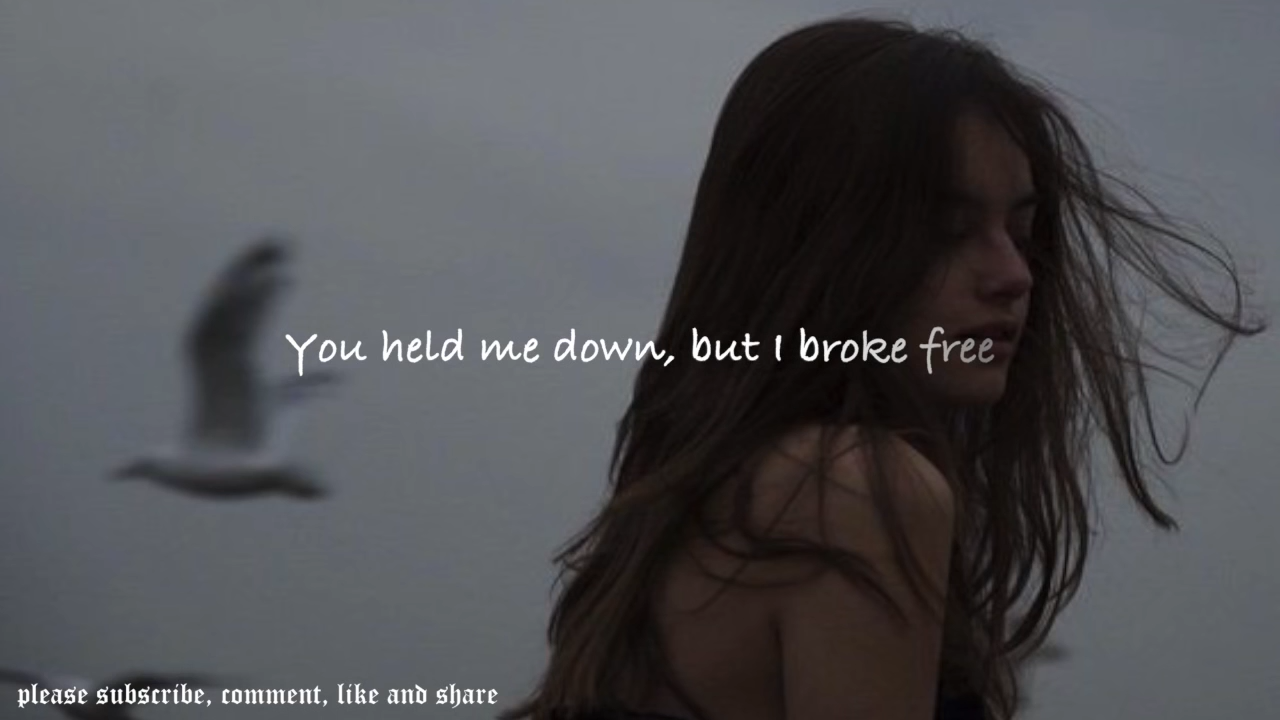 You held me down, but I broke free
please subscribe, comment, like and share